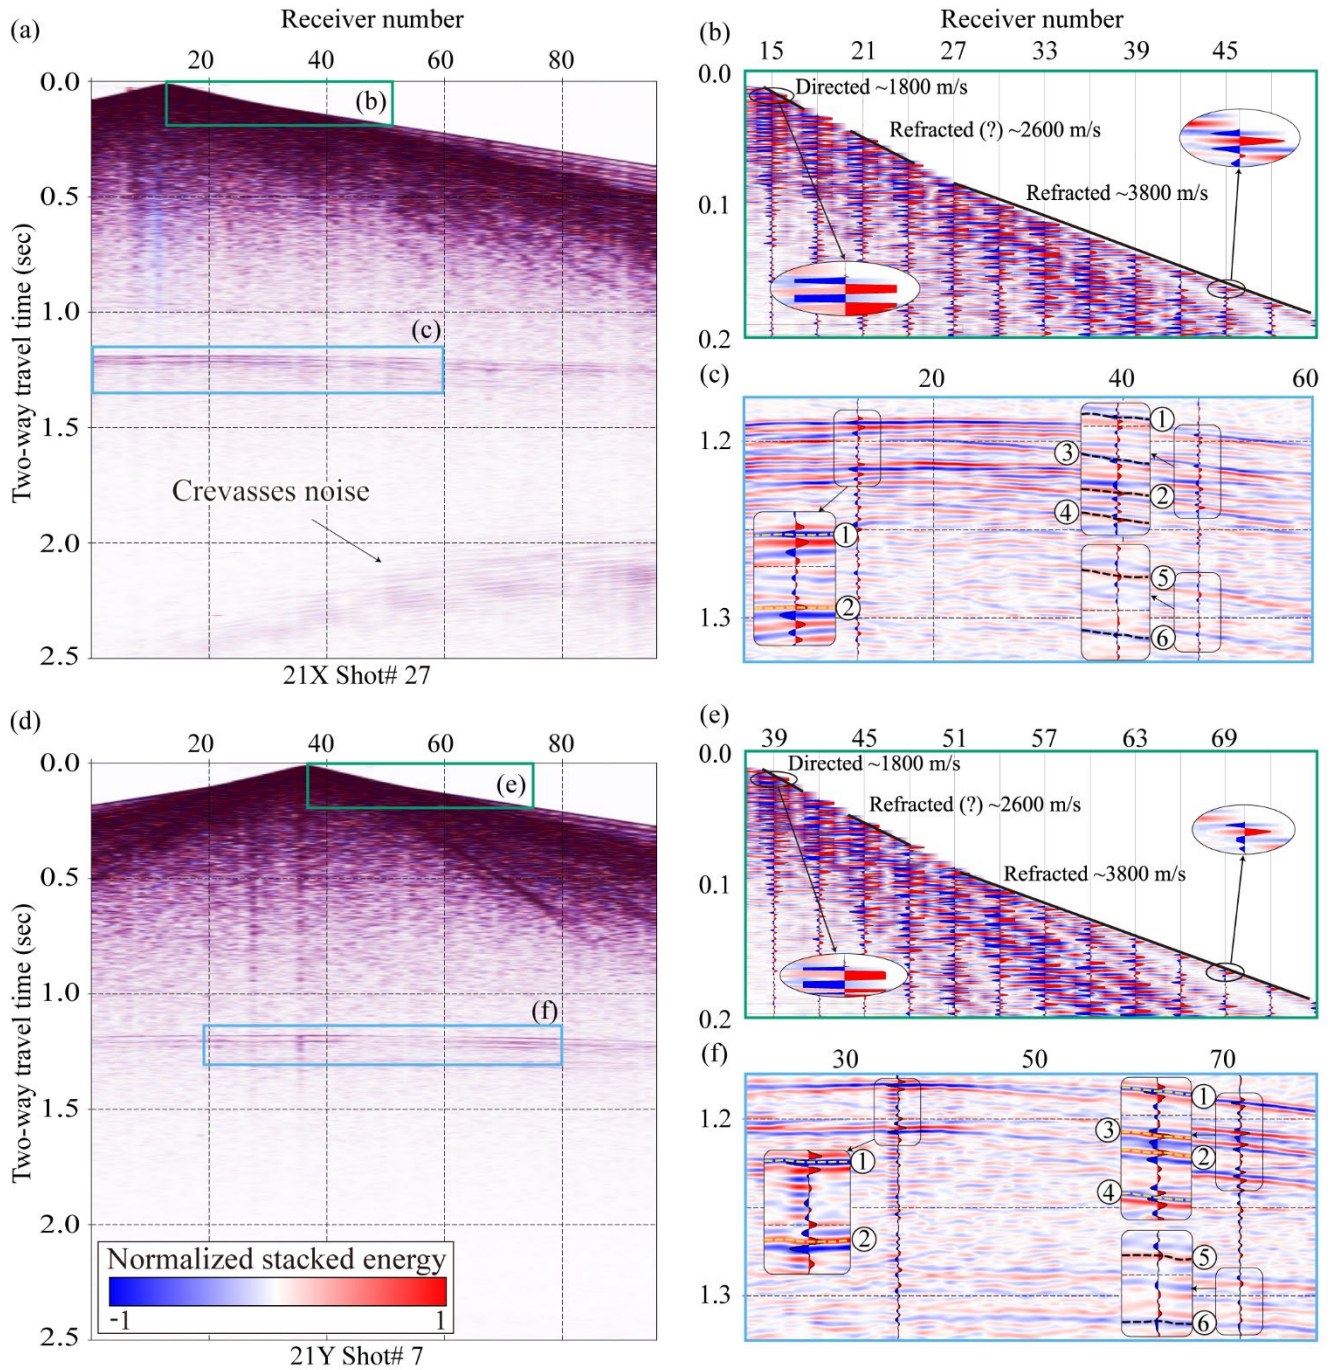 (a)
Receiver number
20 40 60 80
0.0
0.5
1.0
1.5
2.0
2.5
Two-way travel time (sec)
(b)
(c)
Crevasses noise
21X Shot# 27
(b)
Receiver number
15 21 27 33 39 45
0.0
0.1
0.2
Directed ~1800 m/s
Refracted (?) ~2600 m/s
Refracted ~3800 m/s
(c)
20 40 60
1.2
1.3
1
2
1
3
2
4
5
6
(d)
20 40 60 80
0.0
0.5
1.0
1.5
2.0
2.5
Two-way travel time (sec)
(e)
(f)
Normalized stacked energy
-1 1
21Y Shot# 7
(e)
39 45 51 57 63 69
0.0
0.1
0.2
Directed ~1800 m/s
Refracted (?) ~2600 m/s
Refracted ~3800 m/s
(f)
30 50 70
1.2
1.3
1
2
1
3
2
4
5
6